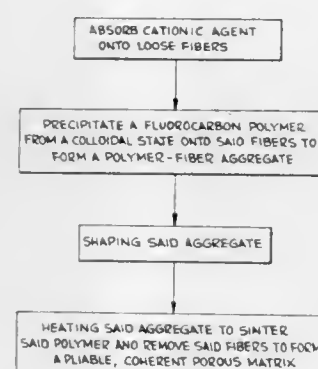 ABSORB CATIONIC AGENT
ONTO LOOSE FIBERS
PRECIPITATE A FLUOROCARBON POLYMER
FROM A COLLOIDAL STATE ONTO SAID FIBERS TO
FORM A POLYMER-FIBER AGGREGATE
SHAPING SAID AGGREGATE
HEATING SAID AGGREGATE TO SINTER
SAID POLYMER AND REMOVE SAID FIBERS TO FORM
A PLIABLE, COHERENT POROUS MATRIX